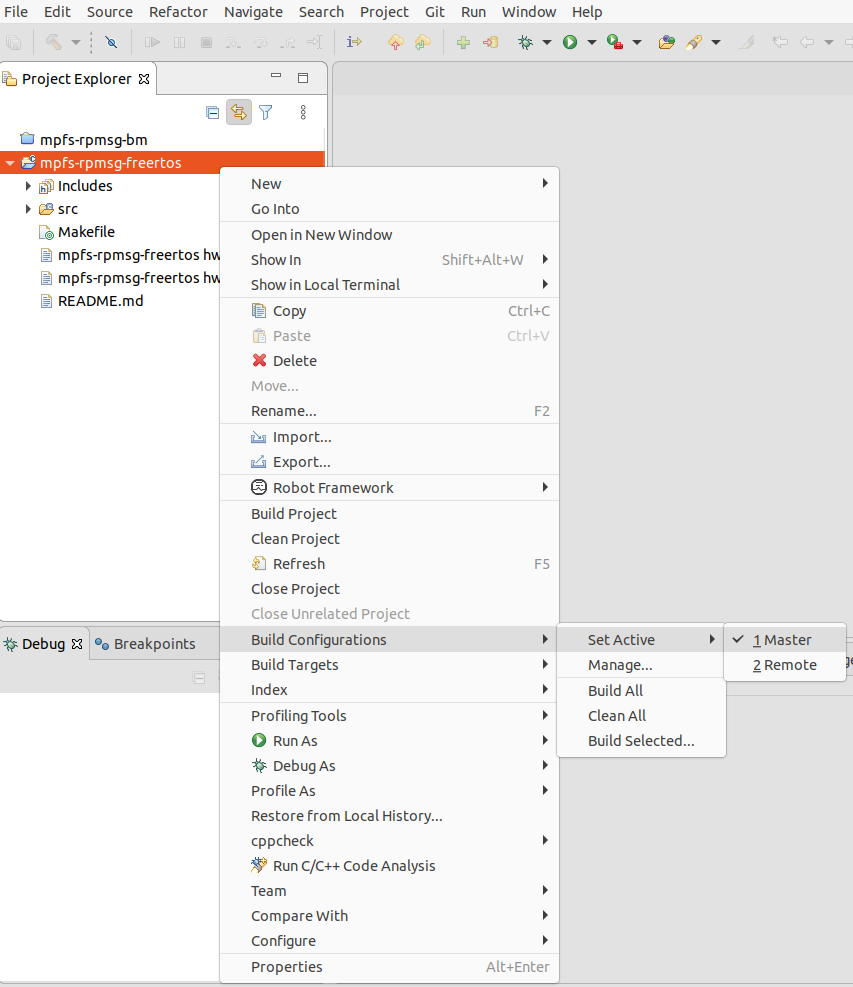 File Edit Source Refactor Navigate Search Project Git Run Window Help
Project Explorer
mpfs-rpmsg-bm
mpfs-rpmsg-freertos
Includes
src
Makefile
mpfs-rpmsg-freertos hw
mpfs-rpmsg-freertos hw
README.md
New
Go Into
Open in New Window
Show In Shift+Alt+W
Show in Local Terminal
Copy Ctrl+C
Paste Ctrl+V
Delete
Move...
Rename... F2
Import...
Export...
Robot Framework
Build Project
Clean Project
Refresh F5
Close Project
Close Unrelated Project
Build Configurations
Build Targets
Index
Profiling Tools
Run As
Debug As
Profile As
Restore from Local History...
cppcheck
Run C/C++ Code Analysis
Team
Compare With
Configure
Properties Alt+Enter
Set Active
Manage...
Build All
Clean All
Build Selected...
1 Master
2 Remote
Debug Breakpoints